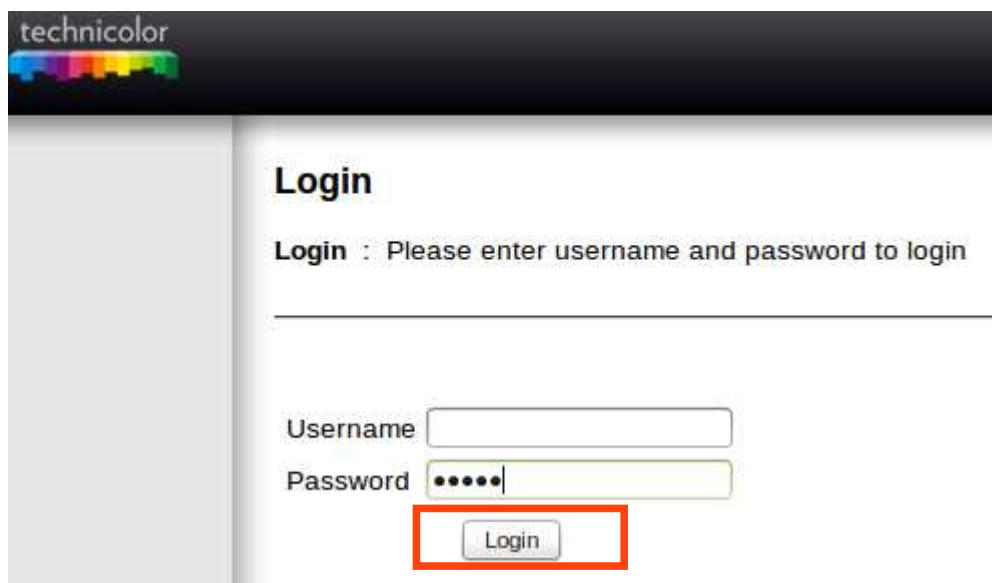 technicolor
Login
Login : Please enter username and password to login
Username
Password •••••
Login